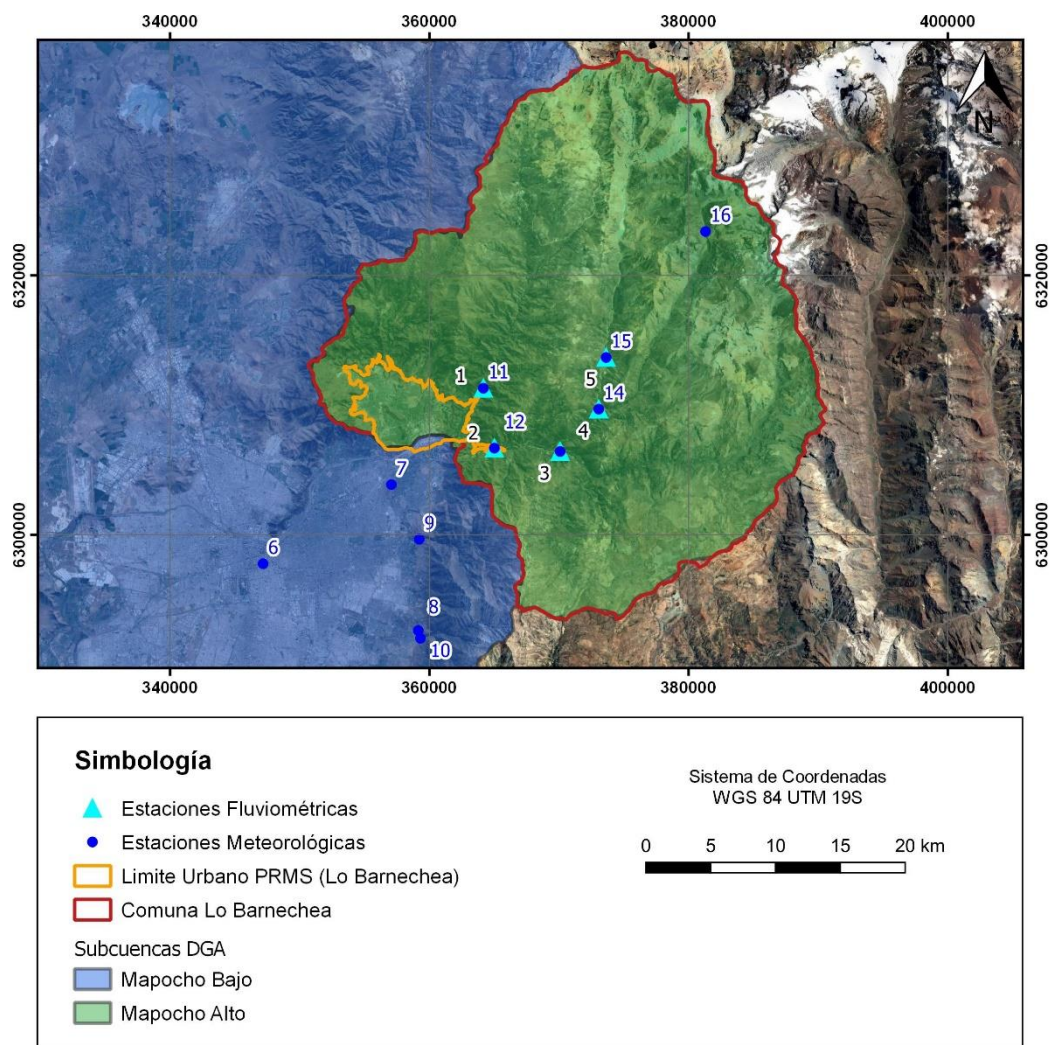 340000 360000 380000 400000
N
16
6320000 6320000
15
1 11
5
14
12
2
4
7
3
9
6300000 6300000
6
8
10
340000 360000 380000 400000
Simbología
Estaciones Fluviométricas
Estaciones Meteorológicas
Limite Urbano PRMS (Lo Barnechea)
Comuna Lo Barnechea
Subcuencas DGA
Mapocho Bajo
Mapocho Alto
Sistema de Coordenadas
WGS 84 UTM 19S
0 5 10 15 20 km